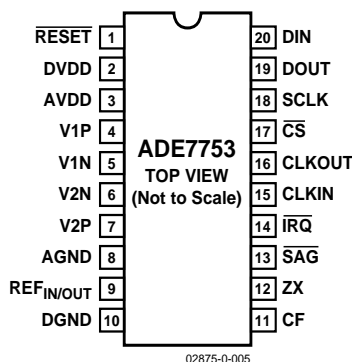 RESET 1 20 DIN
DVDD 2 19 DOUT
AVDD 3 18 SCLK
V1P 4 17 CS
V1N 5 16 CLKOUT
V2N 6 15 CLKIN
V2P 7 14 IRQ
AGND 8 13 SAG
REFIN/OUT 9 12 ZX
DGND 10 11 CF
ADE7753
TOP VIEW
(Not to Scale)
02875-0-005